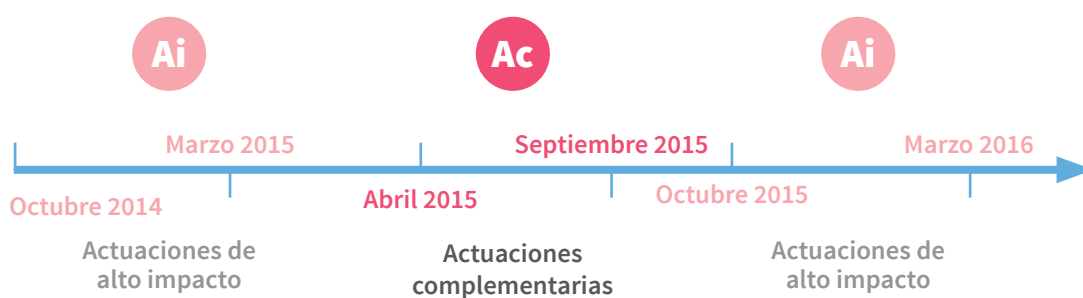 Ai
Ac
Ai
Marzo 2015
Septiembre 2015
Marzo 2016
Octubre 2014
Abril 2015
Octubre 2015
Actuaciones de
alto impacto
Actuaciones
complementarias
Actuaciones de
alto impacto